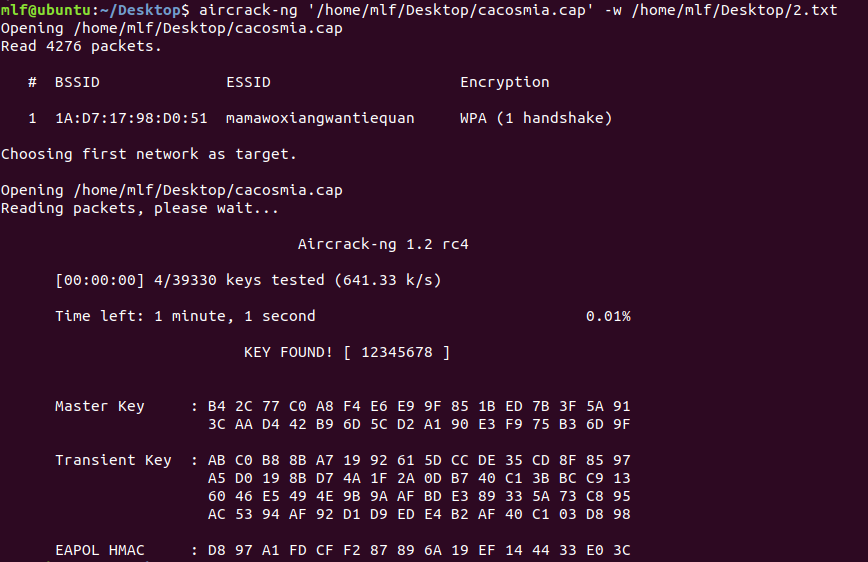 mlf@ubuntu:~/Desktop$ aircrack-ng '/home/mlf/Desktop/cacosmia.cap' -w /home/mlf/Desktop/2.txt
Opening /home/mlf/Desktop/cacosmia.cap
Read 4276 packets.
# BSSID ESSID Encryption
1 1A:D7:17:98:D0:51 mamawoxiangwantiequan WPA (1 handshake)
Choosing first network as target.
Opening /home/mlf/Desktop/cacosmia.cap
Reading packets, please wait...
Aircrack-ng 1.2 rc4
[00:00:00] 4/39330 keys tested (641.33 k/s)
Time left: 1 minute, 1 second 0.01%
KEY FOUND! [ 12345678 ]
Master Key : B4 2C 77 C0 A8 F4 E6 E9 9F 85 1B ED 7B 3F 5A 91
3C AA D4 42 B9 6D 5C D2 A1 90 E3 F9 75 B3 6D 9F
Transient Key : AB C0 B8 8B A7 19 92 61 5D CC DE 35 CD 8F 85 97
A5 D0 19 8B D7 4A 1F 2A 0D B7 40 C1 3B BC C9 13
60 46 E5 49 4E 9B 9A AF BD E3 89 33 5A 73 C8 95
AC 53 94 AF 92 D1 D9 ED E4 B2 AF 40 C1 03 D8 98
EAPOL HMAC : D8 97 A1 FD CF F2 87 89 6A 19 EF 14 44 33 E0 3C